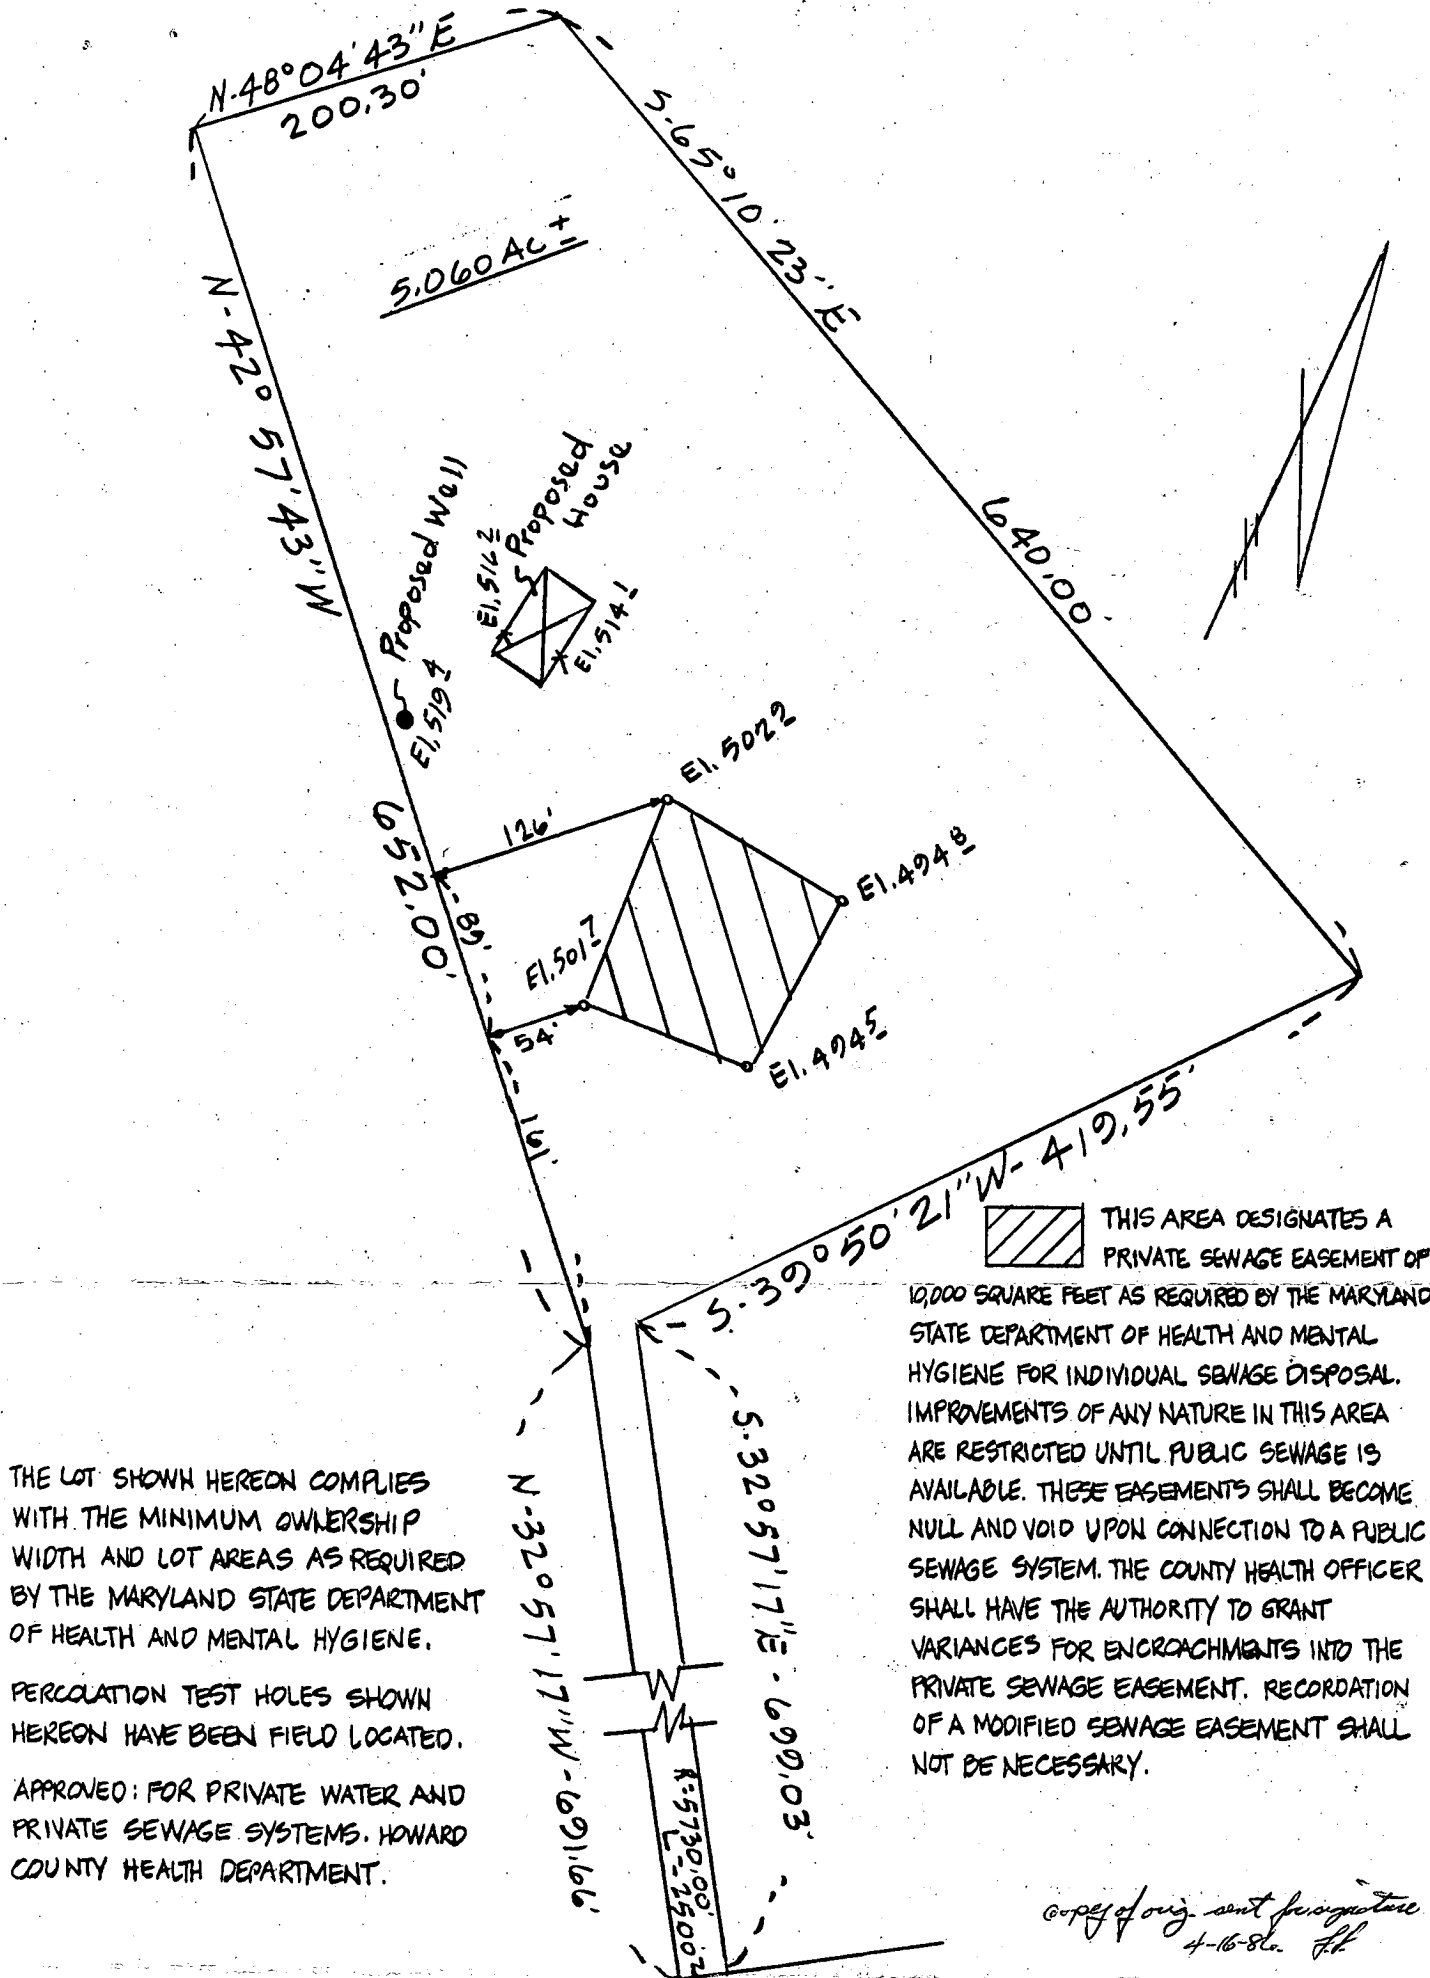 N-48°04'43"E
200.30'
S-65°10'23"E
640.00
5.060 Ac ±
N-42°57'43"W
652.00'
Proposed Well
El. 519 4
Proposed
House
El. 516 2
El. 514 1
El. 502 2
126'
89'
El. 494 8
El. 501 7
54'
El. 494 5
161'
S-39°50'21"W- 419.55'
THIS AREA DESIGNATES A
PRIVATE SEWAGE EASEMENT OF
10,000 SQUARE FEET AS REQUIRED BY THE MARYLAND
STATE DEPARTMENT OF HEALTH AND MENTAL
HYGIENE FOR INDIVIDUAL SEWAGE DISPOSAL.
IMPROVEMENTS OF ANY NATURE IN THIS AREA
ARE RESTRICTED UNTIL PUBLIC SEWAGE IS
AVAILABLE. THESE EASEMENTS SHALL BECOME
NULL AND VOID UPON CONNECTION TO A PUBLIC
SEWAGE SYSTEM. THE COUNTY HEALTH OFFICER
SHALL HAVE THE AUTHORITY TO GRANT
VARIANCES FOR ENCROACHMENTS INTO THE
PRIVATE SEWAGE EASEMENT. RECORDATION
OF A MODIFIED SEWAGE EASEMENT SHALL
NOT BE NECESSARY.
THE LOT SHOWN HEREON COMPLIES
WITH THE MINIMUM OWNERSHIP
WIDTH AND LOT AREAS AS REQUIRED
BY THE MARYLAND STATE DEPARTMENT
OF HEALTH AND MENTAL HYGIENE.
PERCOLATION TEST HOLES SHOWN
HEREON HAVE BEEN FIELD LOCATED.
APPROVED: FOR PRIVATE WATER AND
PRIVATE SEWAGE SYSTEMS. HOWARD
COUNTY HEALTH DEPARTMENT.
N-32°57'17"W-691.66'
S-32°57'17"E-699.03'
R=5730.00'
L=25.00'
copy of orig. sent for signature
4-16-86